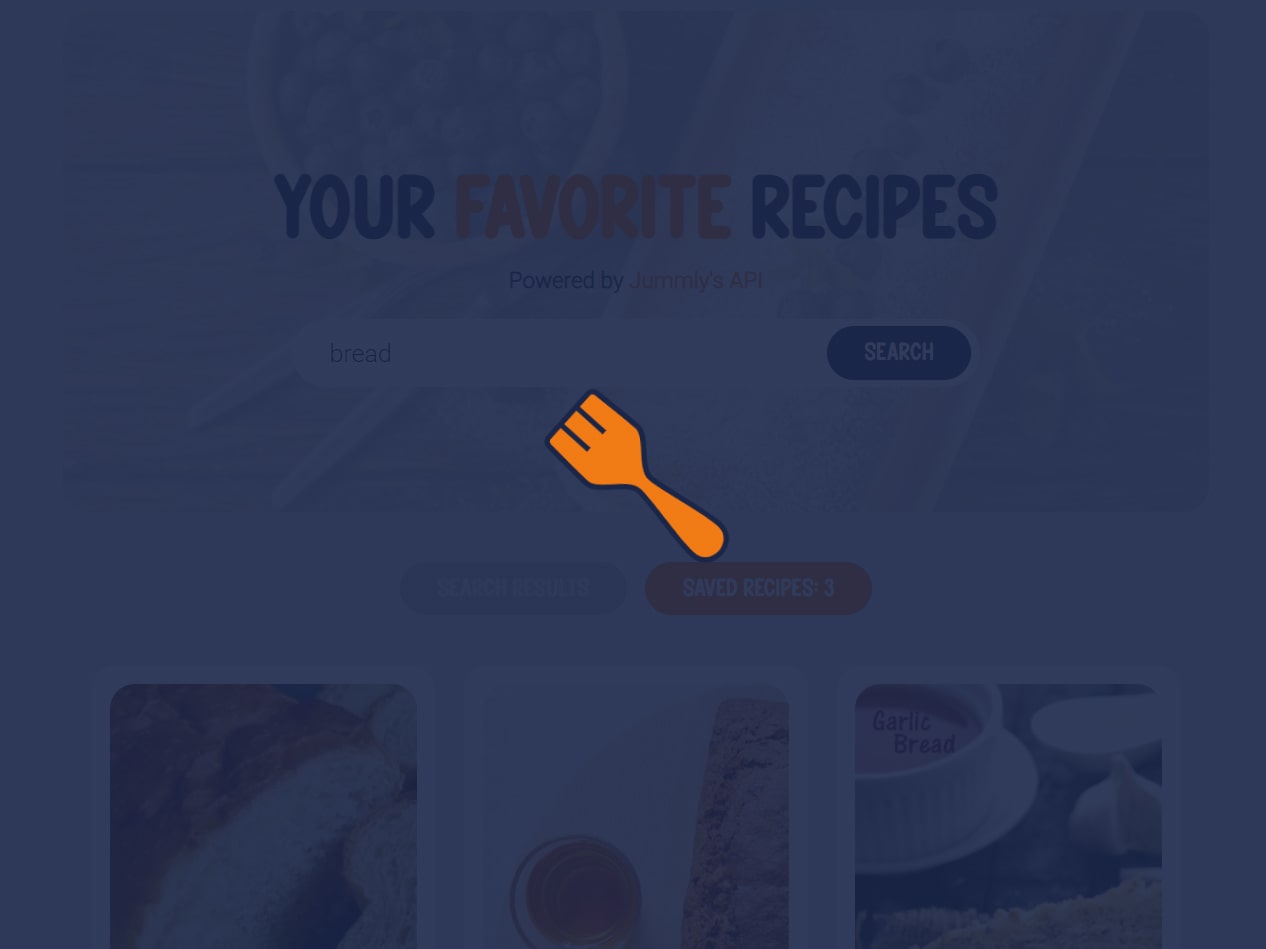 YOUR FAVORITE RECIPES
Powered by Jummly's API
bread
SEARCH
SEARCH RESULTS
SAVED RECIPES: 3
Garlic
Bread